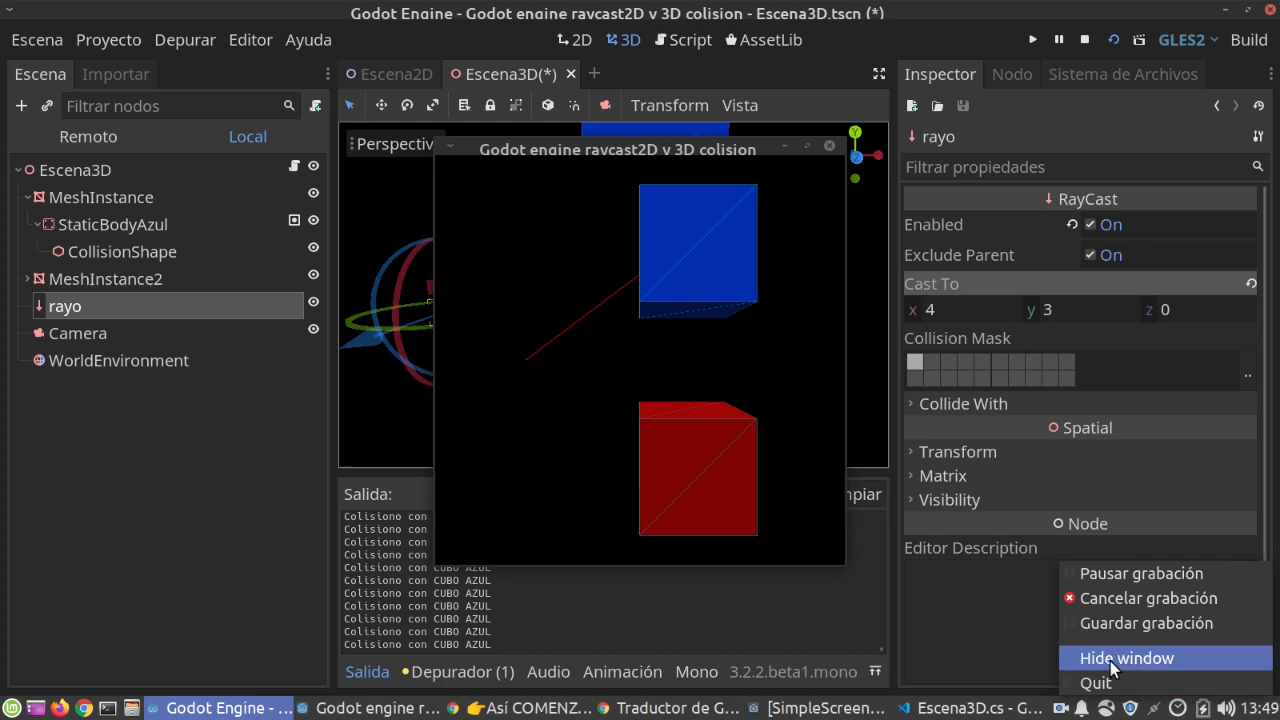 Godot Engine - Godot engine raycast2D y 3D colision - Escena3D.tscn (*)
Escena Proyecto Depurar Editor Ayuda
2D 3D Script AssetLib
GLES2 Build
Escena Importar
Escena2D Escena3D(*)
Inspector Nodo Sistema de Archivos
Filtrar nodos
Transform Vista
Remoto Local
Perspectiv
Godot engine raycast2D y 3D colision
Y
Z
rayo
Filtrar propiedades
Escena3D
MeshInstance
StaticBodyAzul
CollisionShape
MeshInstance2
rayo
Camera
WorldEnvironment
RayCast
Enabled On
Exclude Parent On
Cast To
x 4 y 3 z 0
Collision Mask
..
Collide With
Spatial
Transform
Matrix
Visibility
Node
Editor Description
Salida: mpiar
Colisiono con
Colisiono con
Colisiono con
Colisiono con
Colisiono con CUBO AZUL
Colisiono con CUBO AZUL
Colisiono con CUBO AZUL
Colisiono con CUBO AZUL
Colisiono con CUBO AZUL
Colisiono con CUBO AZUL
Colisiono con CUBO AZUL
Salida Depurador (1) Audio Animación Mono 3.2.2.beta1.mono
Pausar grabación
Cancelar grabación
Guardar grabación
Hide window
Quit
Godot Engine - ... Godot engine r... 👉Así COMENZ... Traductor de G... [SimpleScreen... Escena3D.cs - G... 13:49